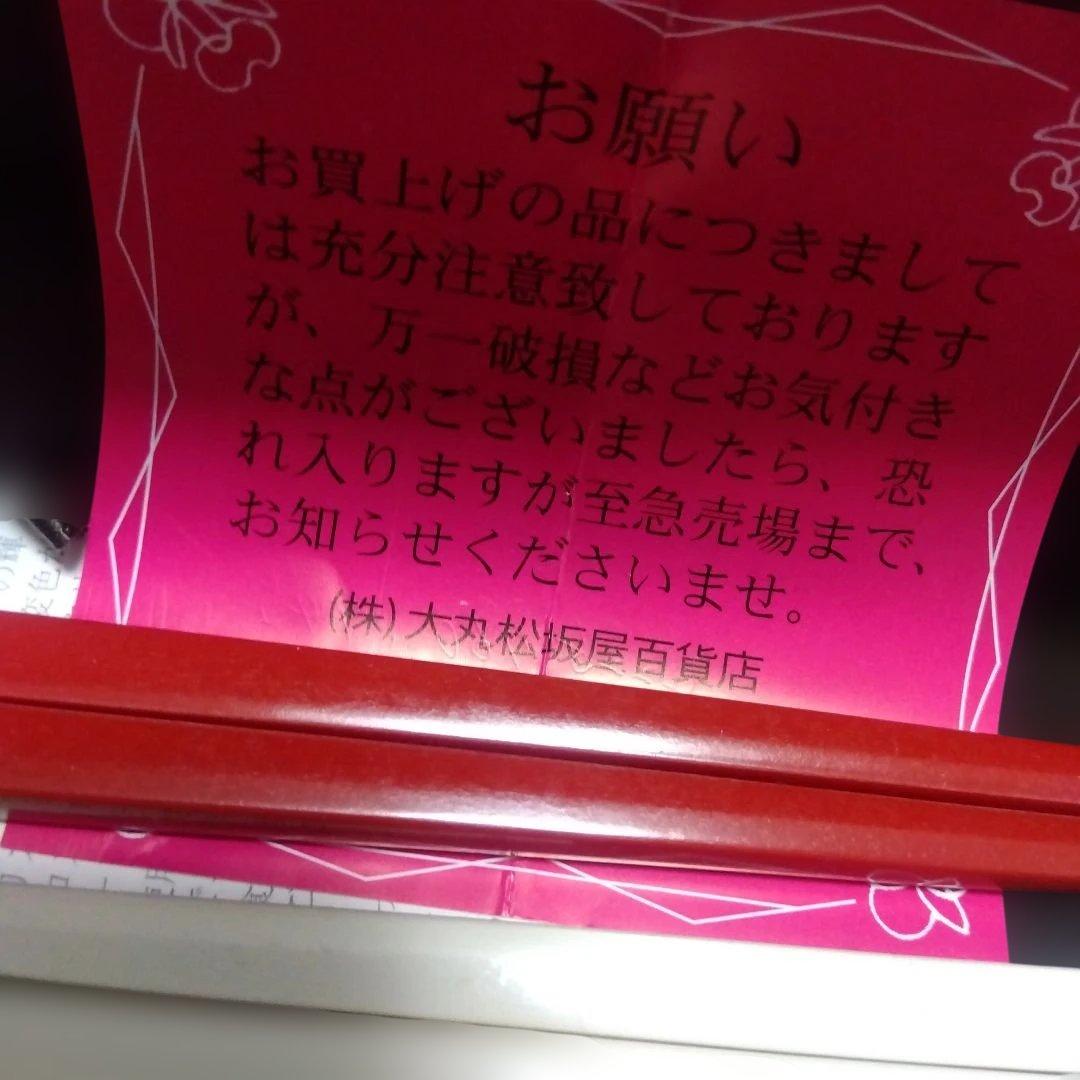 お願い
お買上げの品につきまして
は充分注意致しております
が、万一破損などお気付き
な点がございましたら、恐
れ入りますが至急売場まで、
お知らせくださいませ。
(株)大丸松坂屋百貨店